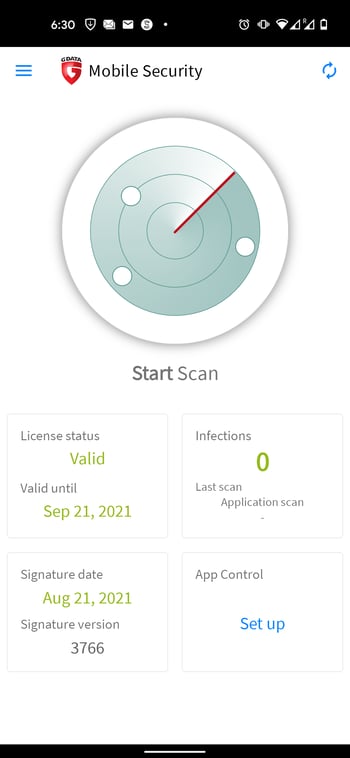 6:30
G DATA
Mobile Security
Start Scan
License status
Valid
Valid until
Sep 21, 2021
Infections
0
Last scan
Application scan
-
Signature date
Aug 21, 2021
Signature version
3766
App Control
Set up